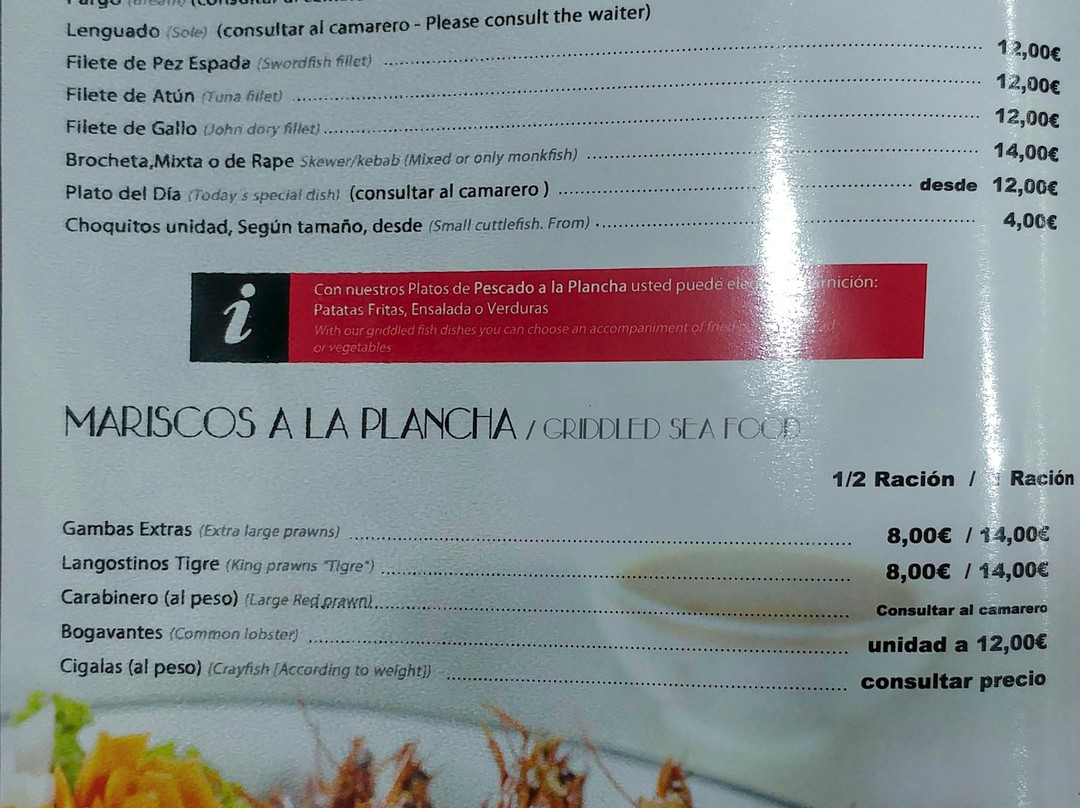 Lenguado (Sole) (consultar al camarero - Please consult the waiter)
Filete de Pez Espada (Swordfish fillet) 12,00€
Filete de Atún (Tuna fillet) 12,00€
Filete de Gallo (John dory fillet) 12,00€
Brocheta,Mixta o de Rape Skewer/kebab (Mixed or only monkfish) 14,00€
Plato del Día (Today s special dish) (consultar al camarero ) desde 12,00€
Choquitos unidad, Según tamaño, desde (Small cuttlefish. From) 4,00€
i
Con nuestros Platos de Pescado a la Plancha usted puede
Patatas Fritas, Ensalada o Verduras
With our griddled fish dishes you can choose an accompaniment of fried
or vegetables
MARISCOS A LA PLANCHA / GRIDDLED SEA FOOD
1/2 Ración / Ración
Gambas Extras (Extra large prawns) 8,00€ / 14,00€
Langostinos Tigre (King prawns "Tigre") 8,00€ / 14,00€
Carabinero (al peso) (Large Red prawn) Consultar al camarero
Bogavantes (Common lobster) unidad a 12,00€
Cigalas (al peso) (Crayfish [According to weight]) consultar precio